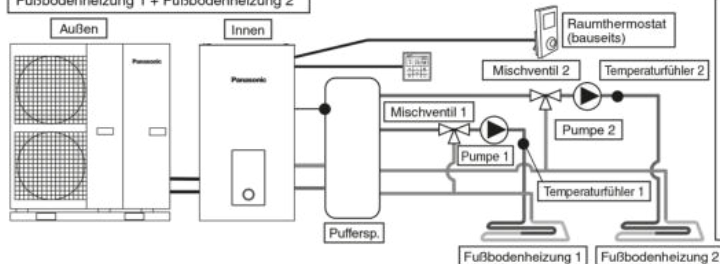 Fußbodenheizung 1 + Fußbodenheizung 2
Außen
Innen
Raumthermostat
(bauseits)
Panasonic
Panasonic
Mischventil 2
Temperaturfühler 2
Mischventil 1
Pumpe 2
Pumpe 1
Temperaturfühler 1
Puffersp.
Fußbodenheizung 1
Fußbodenheizung 2